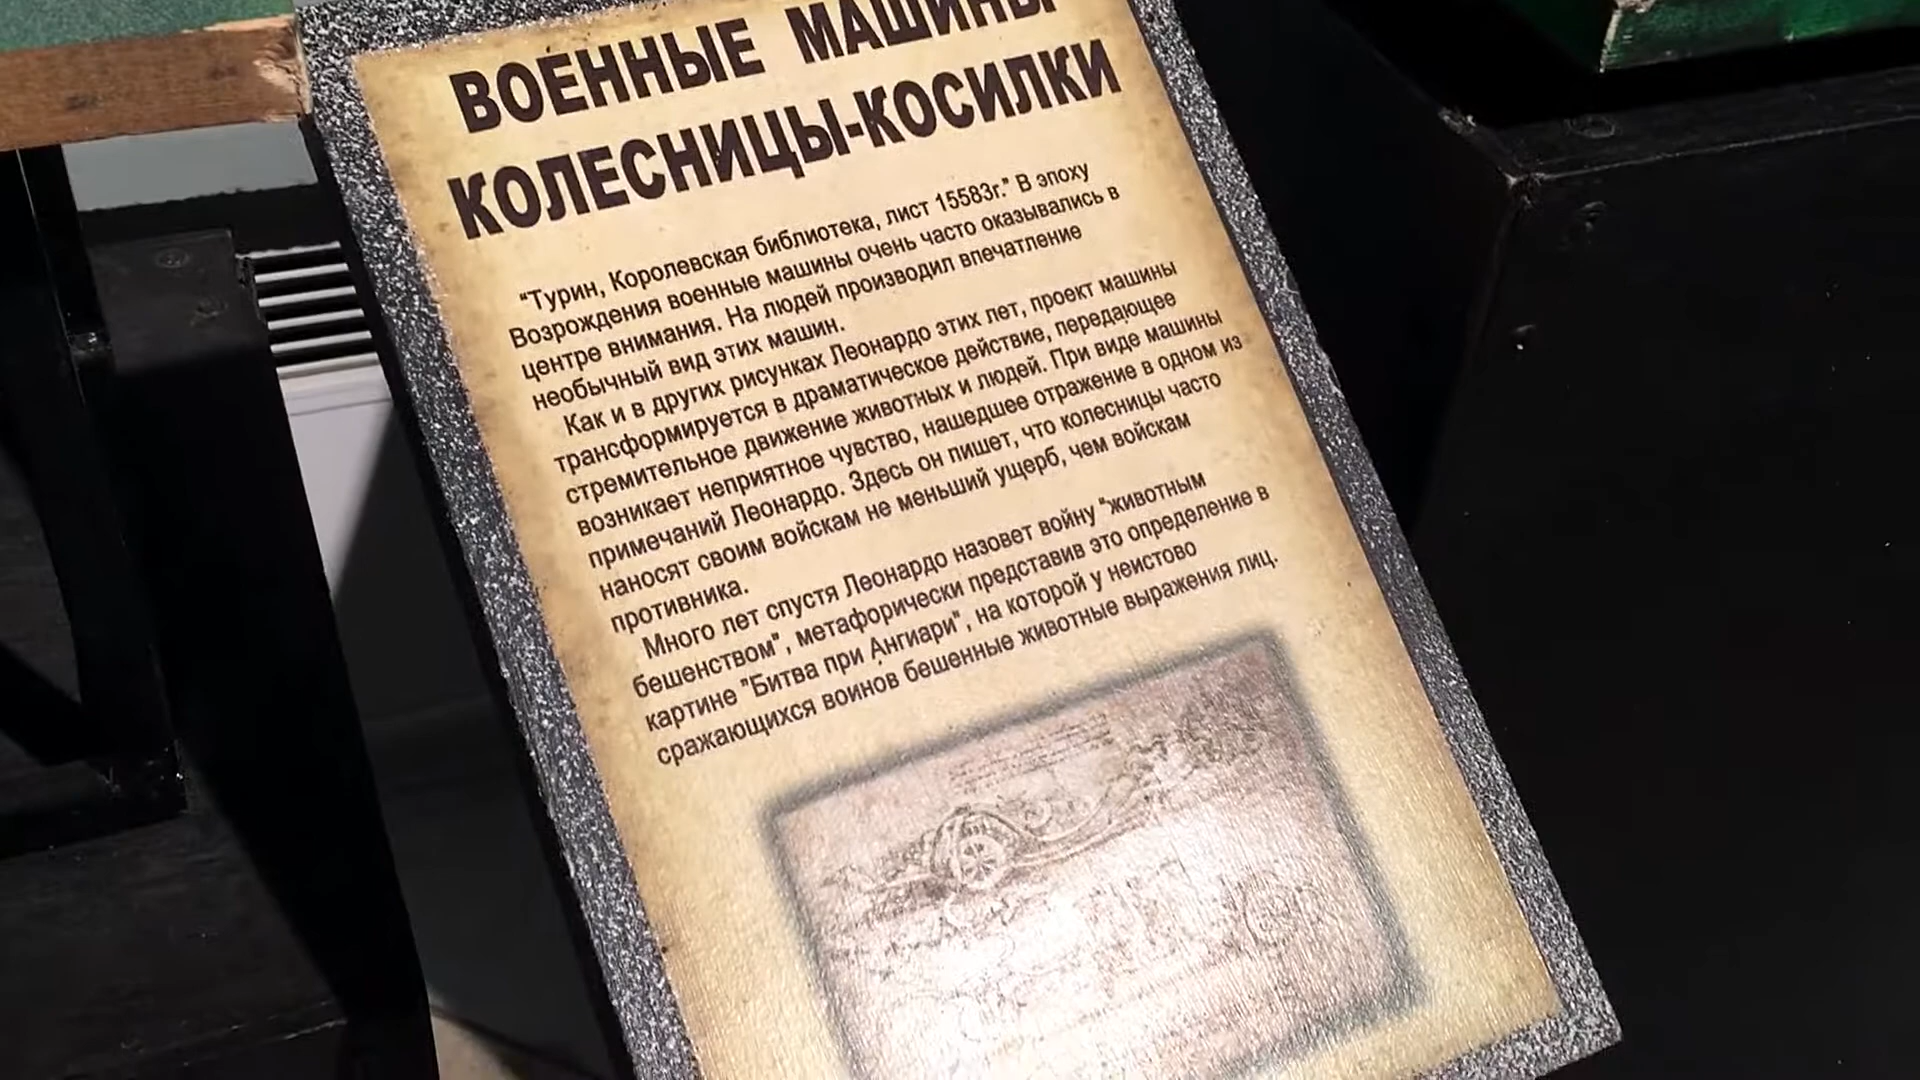 ВОЕННЫЕ МАШИНЫ
КОЛЕСНИЦЫ-КОСИЛКИ
"Турин, Королевская библиотека, лист 15583г." В эпоху
Возрождения военные машины очень часто оказывались в
центре внимания. На людей производил впечатление
необычный вид этих машин.
Как и в других рисунках Леонардо этих лет, проект машины
трансформируется в драматическое действие, передающее
стремительное движение животных и людей. При виде машины
возникает неприятное чувство, нашедшее отражение в одном из
примечаний Леонардо. Здесь он пишет, что колесницы часто
наносят своим войскам не меньший ущерб, чем войскам
противника.
Много лет спустя Леонардо назовет войну "животным
бешенством", метафорически представив это определение в
картине "Битва при Ангиари", на которой у неистово
сражающихся воинов бешенные животные выражения лиц.